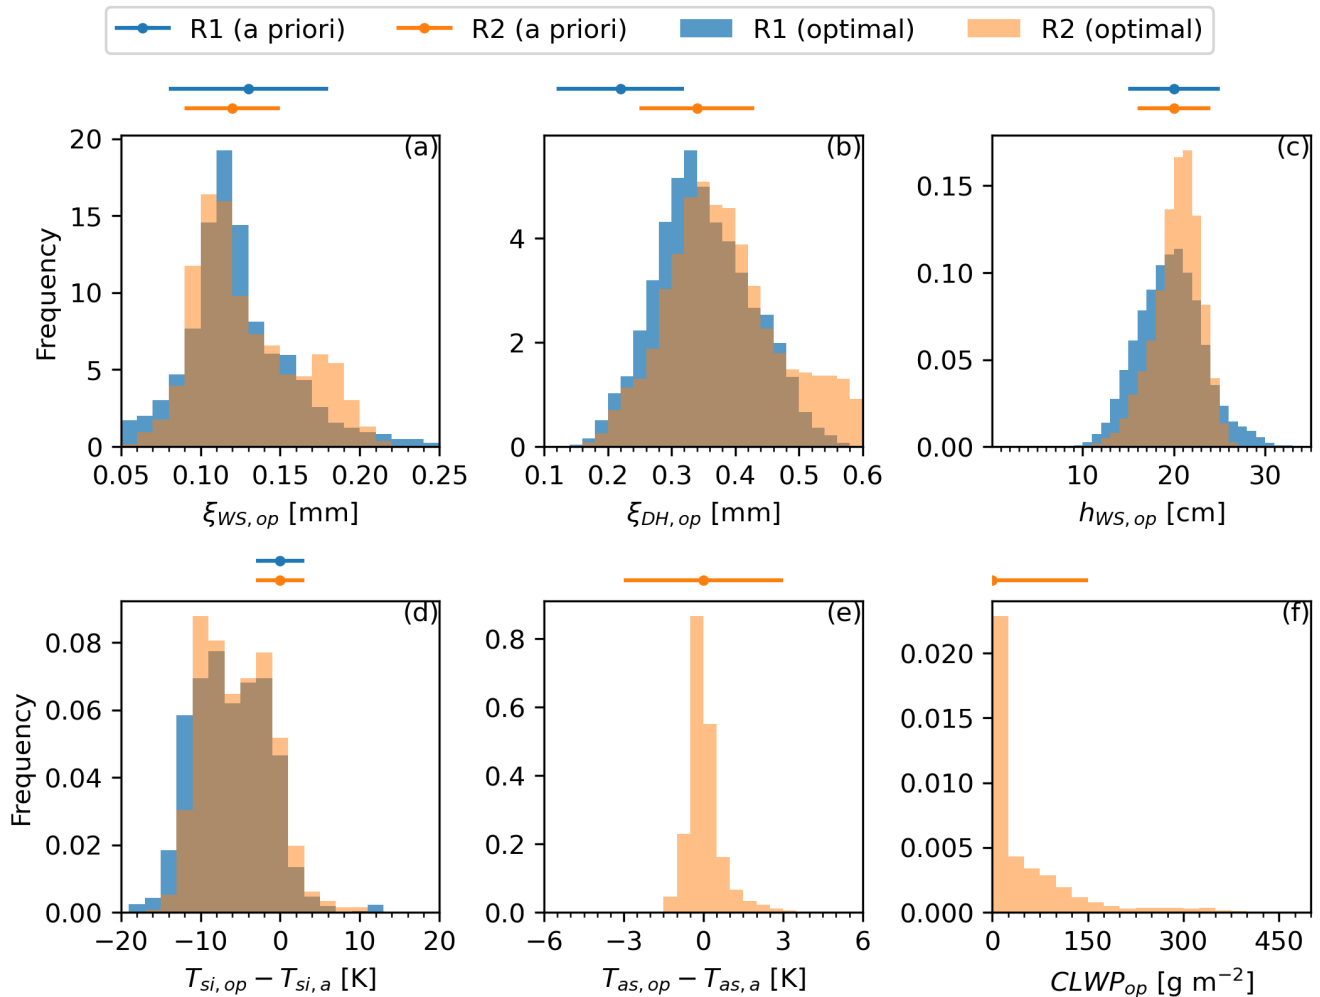 R1 (a priori) R2 (a priori) R1 (optimal) R2 (optimal)
(a) (b) (c)
Frequency
20
15
10
5
0
0.05 0.10 0.15 0.20 0.25
ξWS, op [mm]
4
2
0
0.1 0.2 0.3 0.4 0.5 0.6
ξDH, op [mm]
0.15
0.10
0.05
0.00
10 20 30
hWS, op [cm]
(d) (e) (f)
Frequency
0.08
0.06
0.04
0.02
0.00
−20 −10 0 10 20
Tsi, op − Tsi, a [K]
0.8
0.6
0.4
0.2
0.0
−6 −3 0 3 6
Tas, op − Tas, a [K]
0.020
0.015
0.010
0.005
0.000
0 150 300 450
CLWPop [g m−2]